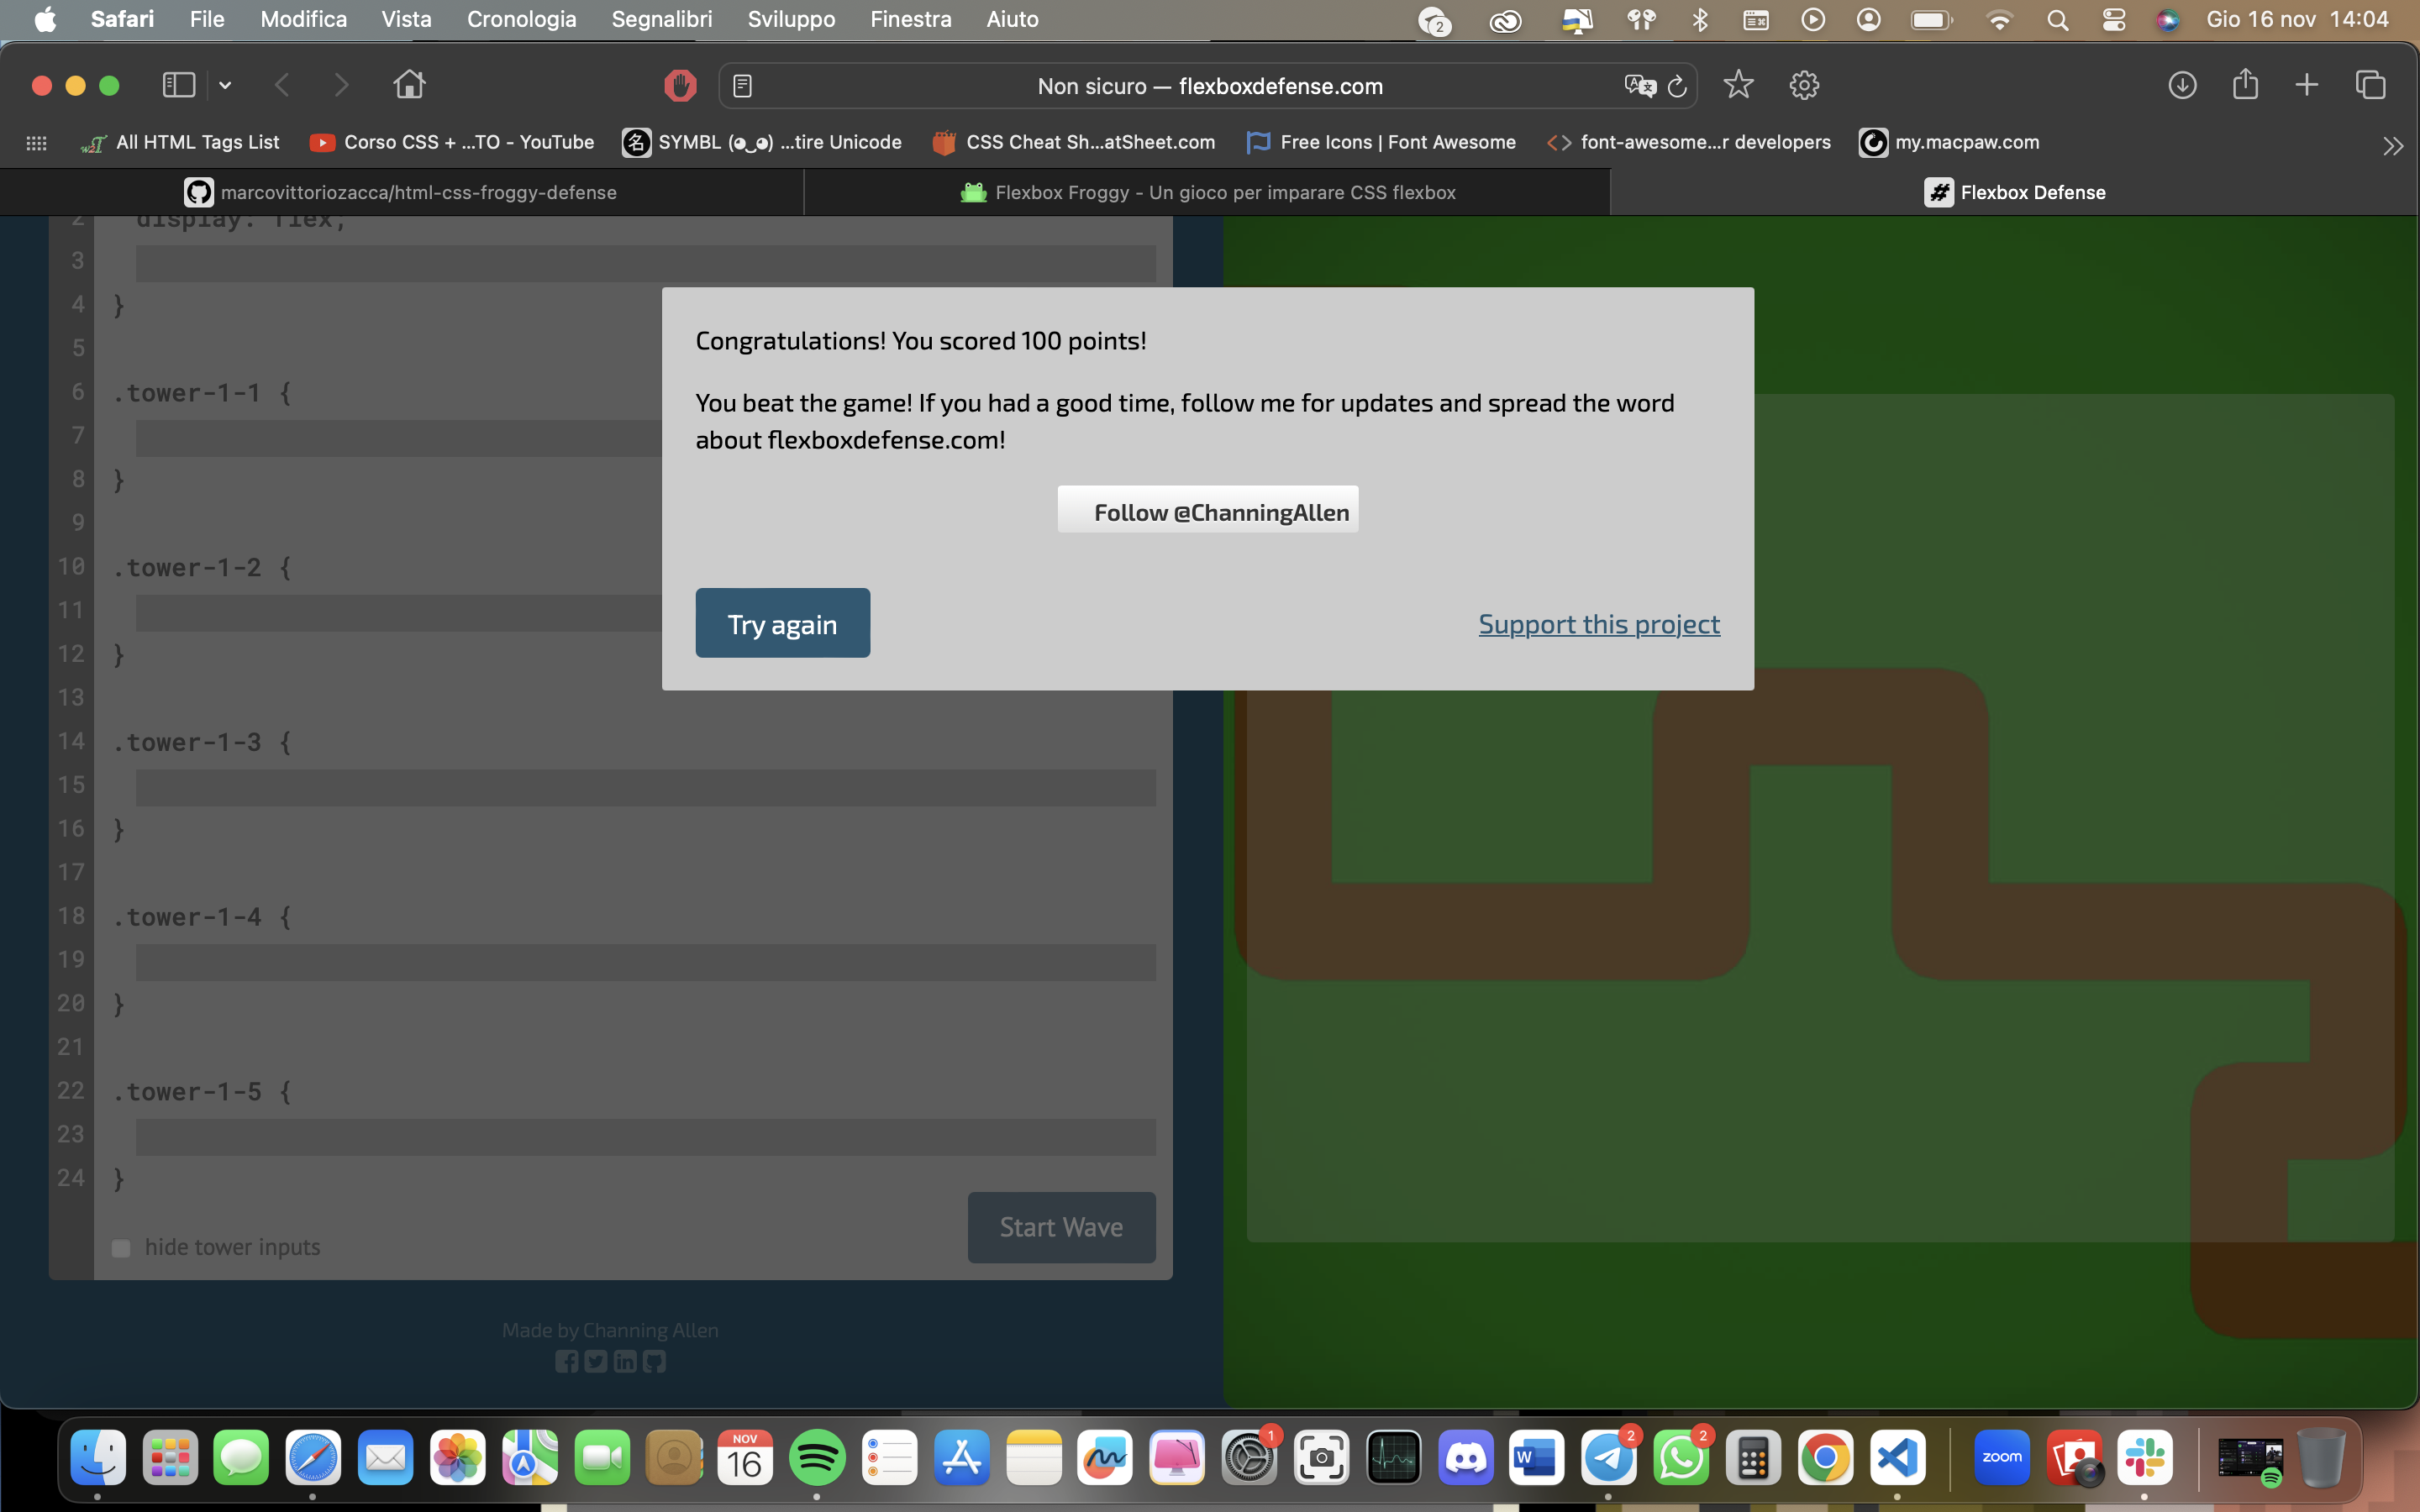 Safari File Modifica Vista Cronologia Segnalibri Sviluppo Finestra Aiuto 2 Gio 16 nov 14:04
Non sicuro — flexboxdefense.com
All HTML Tags List Corso CSS + ...TO - YouTube SYMBL (◕‿◕) ...tire Unicode CSS Cheat Sh...atSheet.com Free Icons | Font Awesome font-awesome...r developers my.macpaw.com
marcovittoriozacca/html-css-froggy-defense Flexbox Froggy - Un gioco per imparare CSS flexbox Flexbox Defense
2 display: flex;
3
4 }
5
6 .tower-1-1 {
7
8 }
9
10 .tower-1-2 {
11
12 }
13
14 .tower-1-3 {
15
16 }
17
18 .tower-1-4 {
19
20 }
21
22 .tower-1-5 {
23
24 }
hide tower inputs
Start Wave
Made by Channing Allen
Congratulations! You scored 100 points!
You beat the game! If you had a good time, follow me for updates and spread the word
about flexboxdefense.com!
Follow @ChanningAllen
Try again Support this project
NOV
16
1
2
2
W
zoom